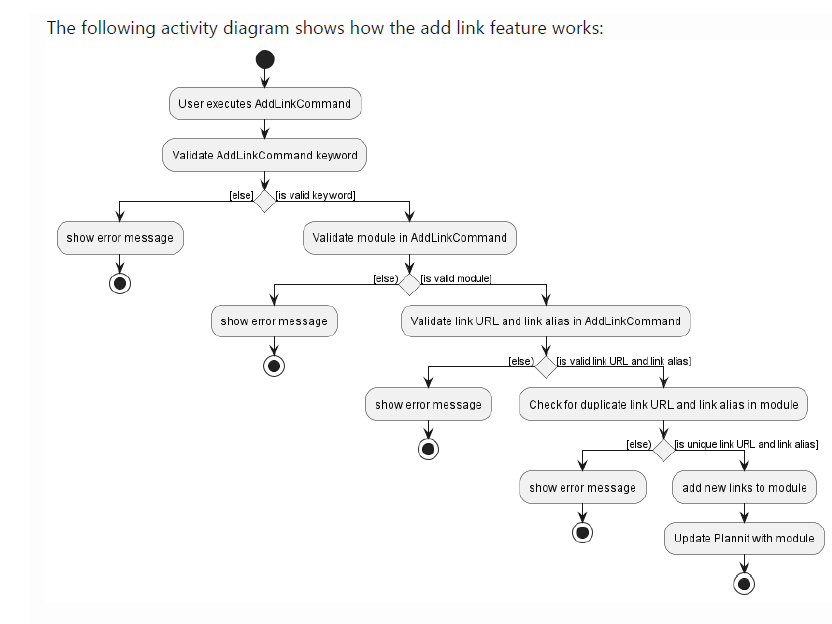 The following activity diagram shows how the add link feature works:
User executes AddLinkCommand
Validate AddLinkCommand keyword
[else]
[is valid keyword]
show error message
Validate module in AddLinkCommand
[else)
[is valid module]
show error message
Validate link URL and link alias in AddLinkCommand
[else)
[is valid link URL and link alias]
show error message
Check for duplicate link URL and link alias in module
[else)
[is unique link URL and link alias]
show error message
add new links to module
Update Plannit with module